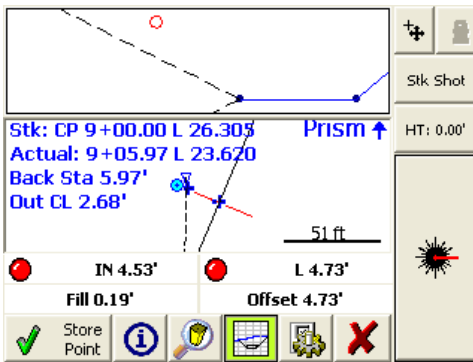 Stk Shot
HT: 0.00'
Stk: CP 9+00.00 L 26.305
Prism
Actual: 9+05.97 L 23.620
Back Sta 5.97'
Out CL 2.68'
51 ft
IN 4.53'
L 4.73'
Fill 0.19'
Offset 4.73'
Store
Point